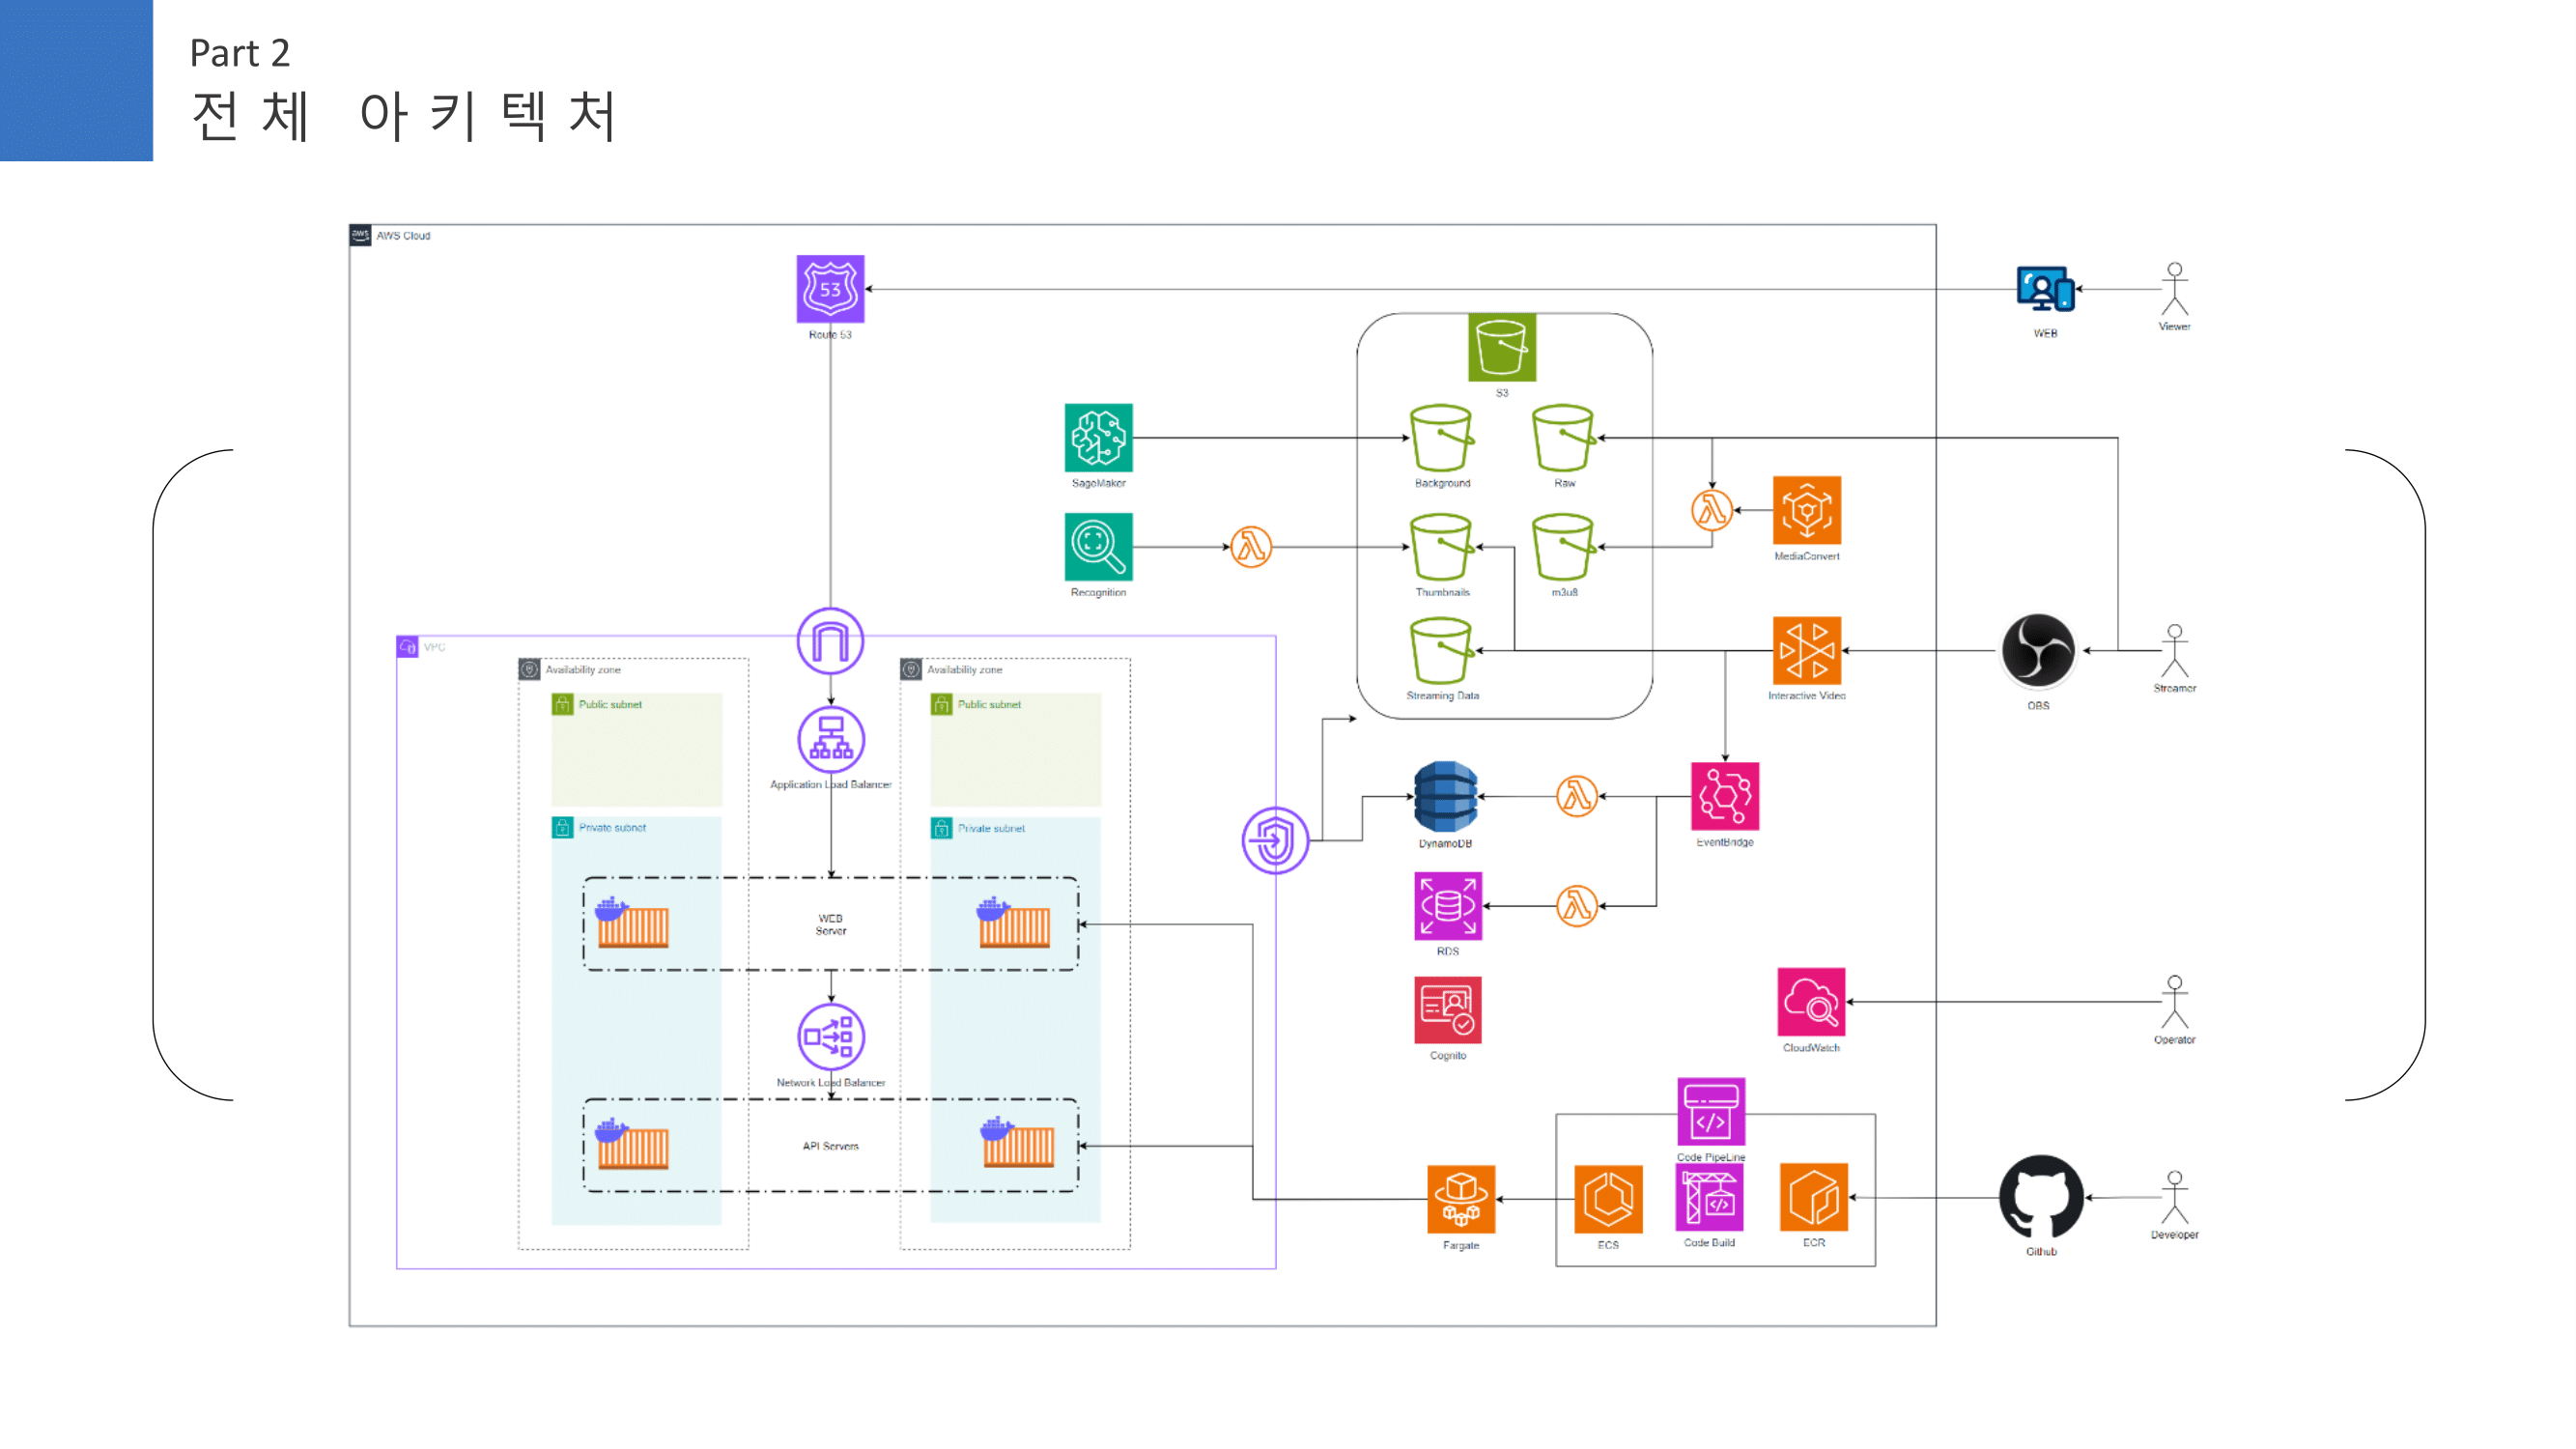 Part 2
전체 아키텍처
aws
AWS Cloud
53
Route 53
WEB
Viewer
S3
SageMaker
Background
Raw
MediaConvert
Recognition
Thumbnails
m3u8
VPC
Availability zone
Availability zone
Public subnet
Public subnet
Streaming Data
Interactive Video
OBS
Streamer
Application Load Balancer
Private subnet
Private subnet
DynamoDB
EventBridge
WEB
Server
RDS
Cognito
CloudWatch
Operator
Network Load Balancer
API Servers
Code PipeLine
Fargate
ECS
Code Build
ECR
Github
Developer